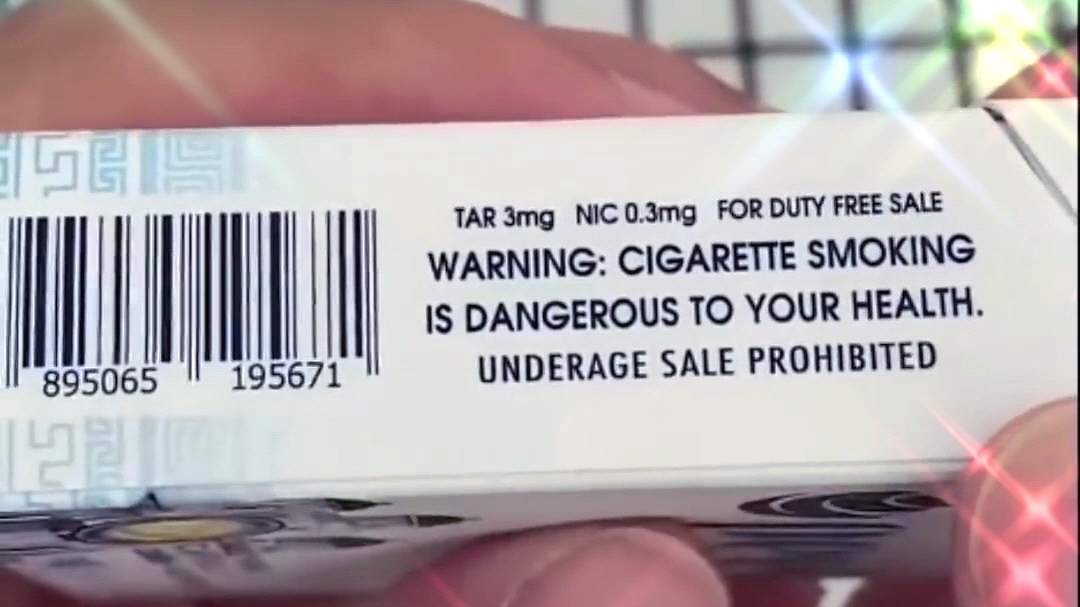 TAR 3mg NIC 0.3mg FOR DUTY FREE SALE
WARNING: CIGARETTE SMOKING
IS DANGEROUS TO YOUR HEALTH.
UNDERAGE SALE PROHIBITED
895065 195671